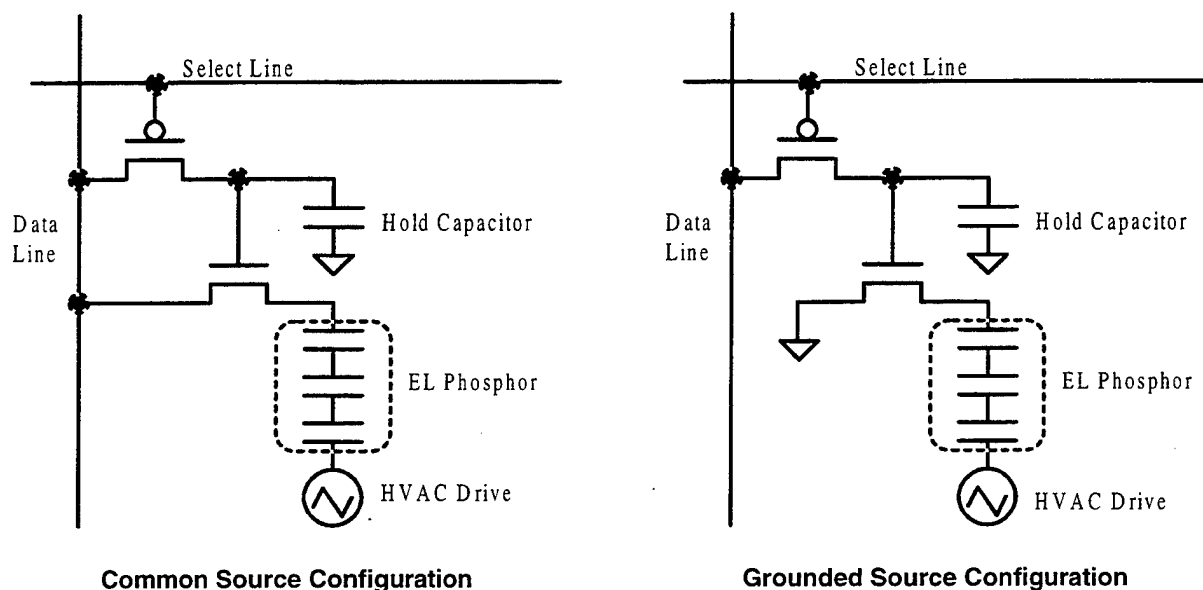 Select Line
Data
Line
Hold Capacitor
EL Phosphor
HVAC Drive
Common Source Configuration
Select Line
Data
Line
Hold Capacitor
EL Phosphor
HVAC Drive
Grounded Source Configuration